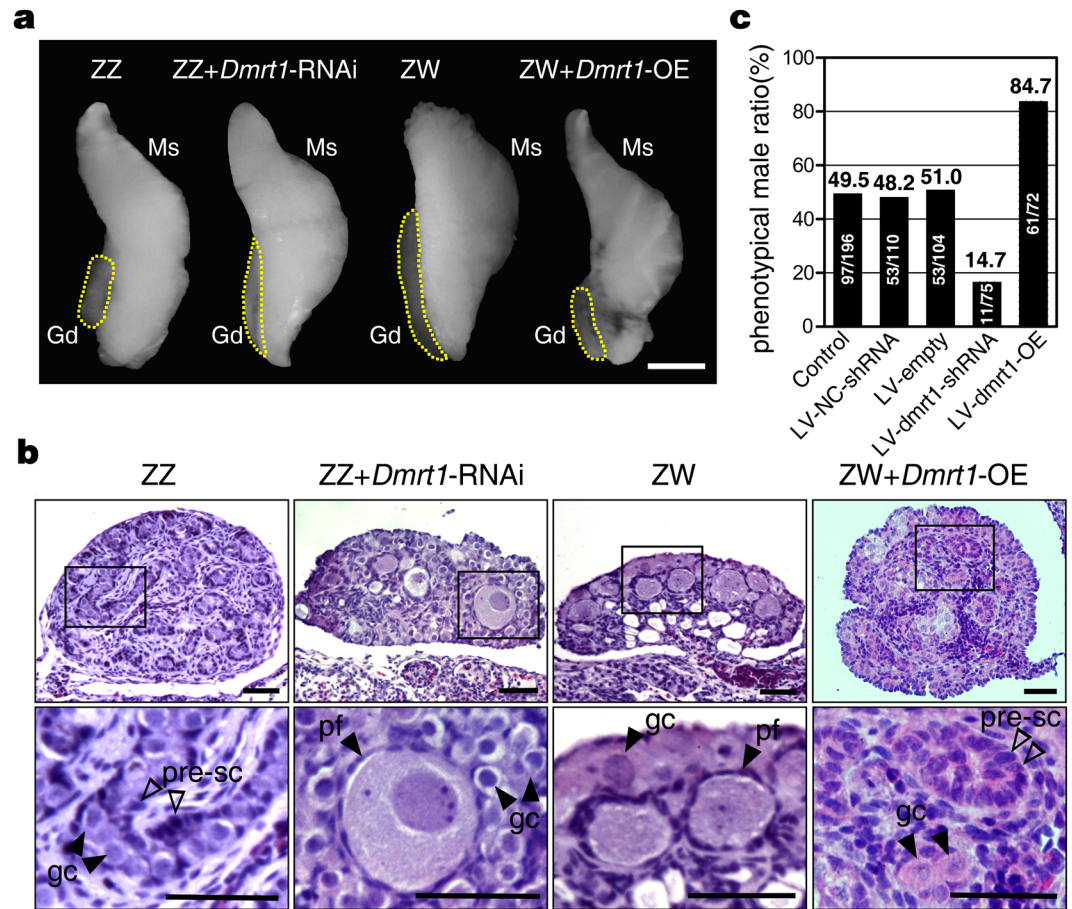 a
ZZ
ZZ+Dmrt1-RNAi
ZW
ZW+Dmrt1-OE
Ms
Ms
Ms
Ms
Gd
Gd
Gd
Gd
c
phenotypical male ratio(%)
100
80
60
40
20
0
49.5
48.2
51.0
14.7
84.7
97/196
53/110
53/104
11/75
61/72
Control
LV-NC-shRNA
LV-empty
LV-dmrt1-shRNA
LV-dmrt1-OE
b
ZZ
ZZ+Dmrt1-RNAi
ZW
ZW+Dmrt1-OE
pre-sc
gc
pf
gc
gc
pf
pre-sc
gc